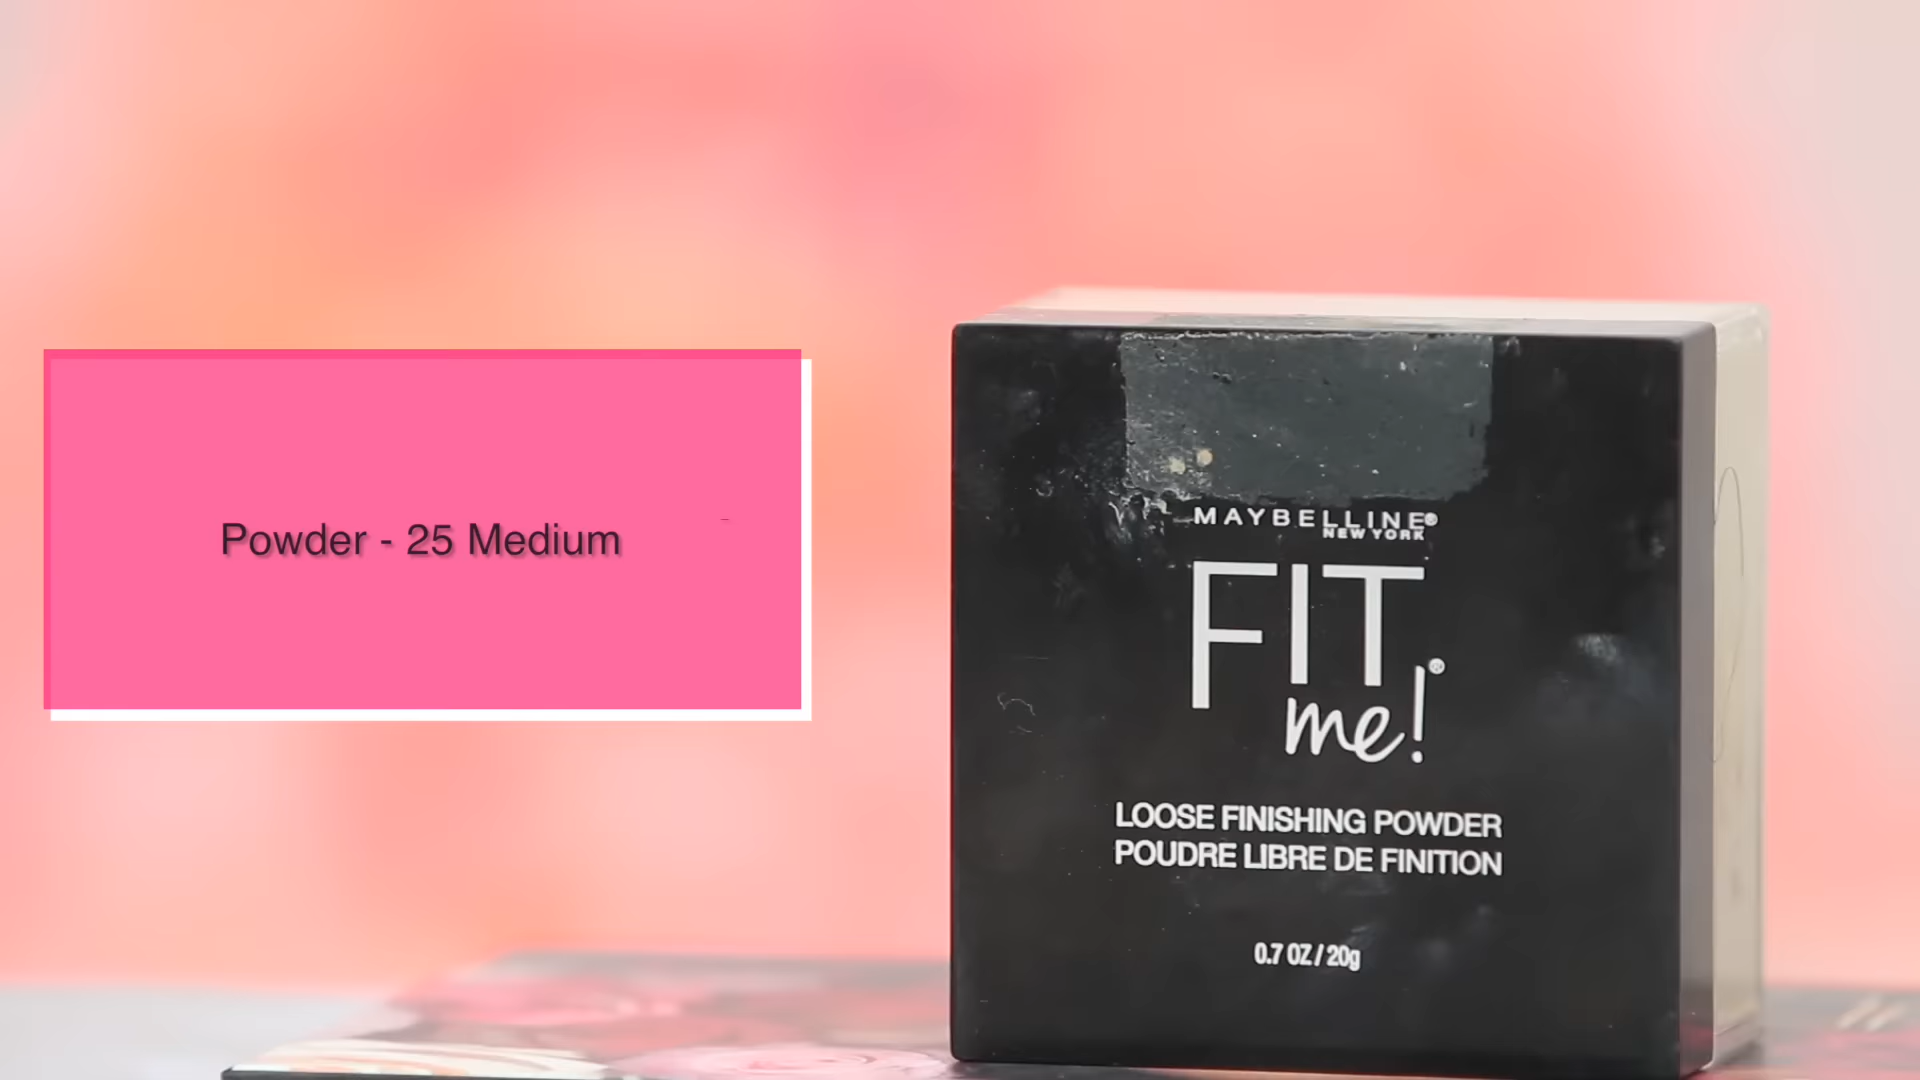 Powder - 25 Medium
MAYBELLINE®
NEW YORK
FIT
me!®
LOOSE FINISHING POWDER
POUDRE LIBRE DE FINITION
0.7 OZ / 20g